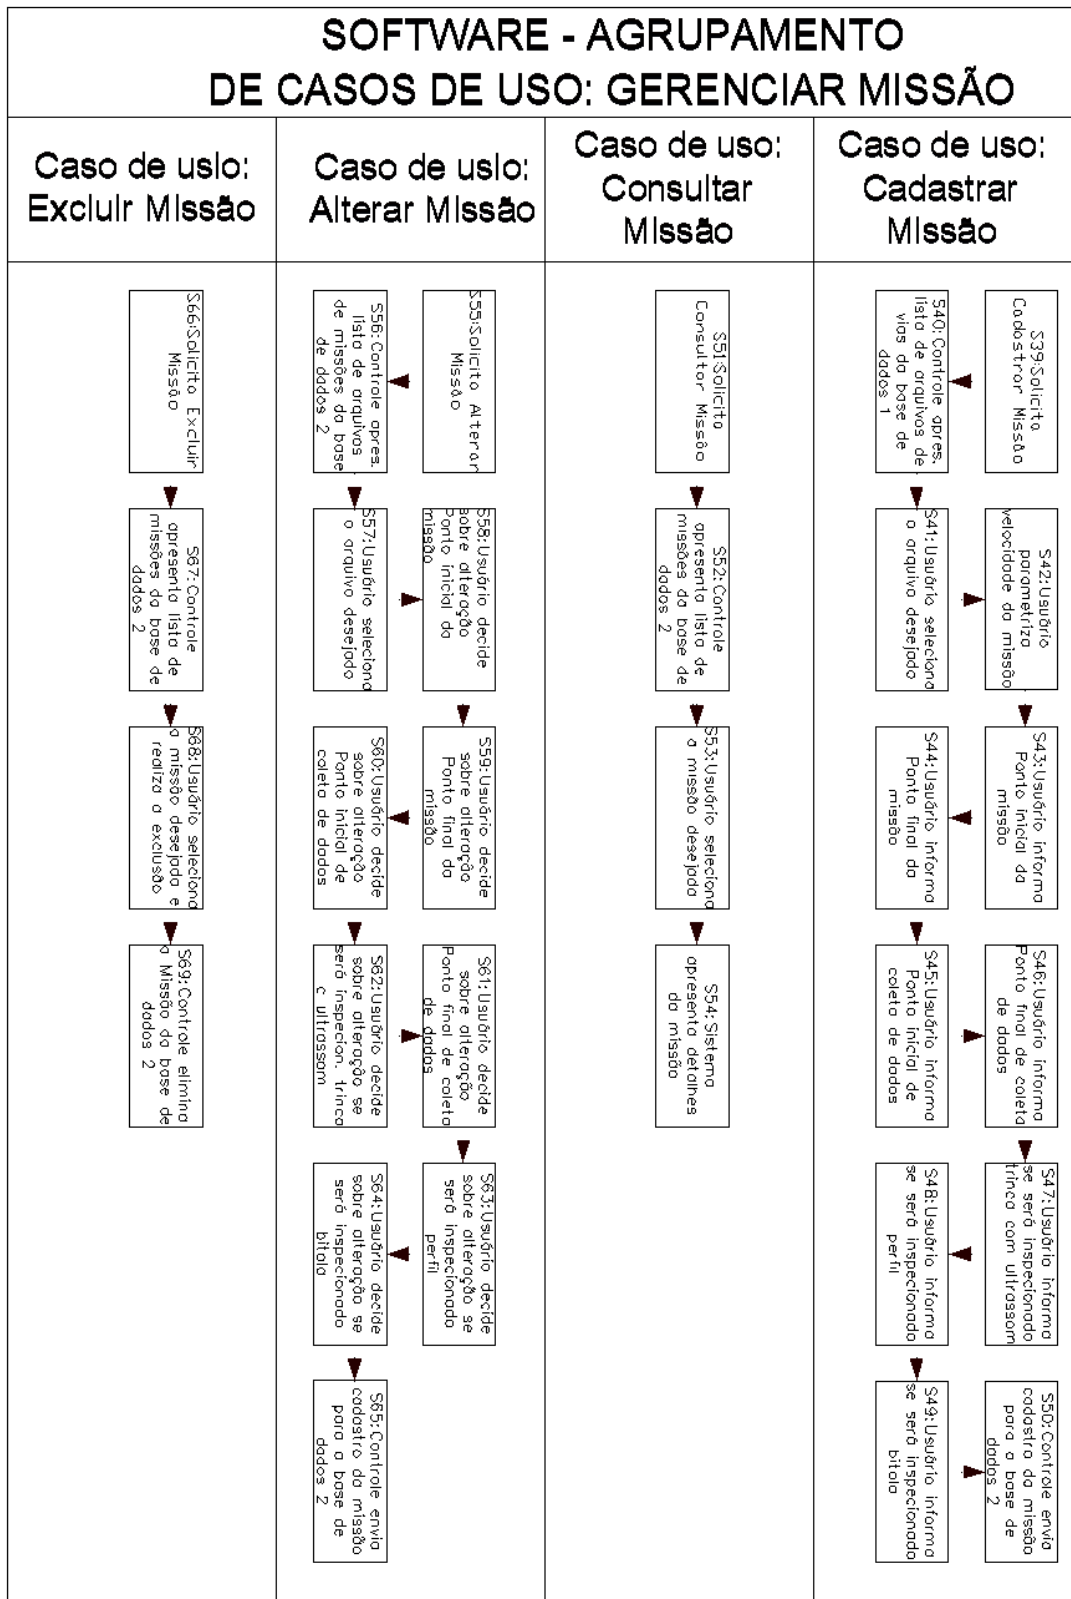 SOFTWARE - AGRUPAMENTO
DE CASOS DE USO: GERENCIAR MISSÃO
Caso de uslo:
Excluir Missão
Caso de uslo:
Alterar Missão
Caso de uso:
Consultar
Missão
Caso de uso:
Cadastrar
Missão
S66:Solicita Excluir
Missão
S67: Controle
apresenta lista de
missões da base de
dados 2
S68:Usuário seleciona
a missão desejada e
realiza a exclusão
S69: Controle elimina
a Missão da base de
dados 2
S55:Solicita Alterar
Missão
S56: Controle apres.
lista de arquivos
de missões da base
de dados 2
S57:Usuário seleciona
o arquivo desejado
S58: Usuário decide
sobre alteração
Ponto inicial da
missão
S59:Usuário decide
sobre alteração
Ponto final da
missão
S60:Usuário decide
sobre alteração
Ponto inicial de
coleta de dados
S61: Usuário decide
sobre alteração
Ponto final de coleta
de dados
S62:Usuário decide
sobre alteração se
será inspecion. trinca
c ultrassom
S63:Usuário decide
sobre alteração se
será inspecionado
perfil
S64:Usuário decide
sobre alteração se
será inspecionado
bitola
S65: Controle envia
cadastro da missão
para a base de
dados 2
S51:Solicita
Consultar Missão
S52: Controle
apresenta lista de
missões da base de
dados 2
S53:Usuário seleciona
a missão desejada
S54: Sistema
apresenta detalhes
da missão
S39:Solicita
Cadastrar Missão
S40: Controle apres.
lista de arquivos de
vias da base de
dados 1
S41: Usuário seleciona
o arquivo desejado
S42: Usuário
parametriza
velocidade da missão
S43: Usuário informa
Ponto inicial da
missão
S44: Usuário informa
Ponto final da
missão
S45: Usuário informa
Ponto inicial de
coleta de dados
S46: Usuário informa
Ponto final de coleta
de dados
S47: Usuário informa
se será inspecionado
trinca com ultrassom
S48: Usuário informa
se será inspecionado
perfil
S49:Usuário informa
se será inspecionado
bitola
S50: Controle envia
cadastro da missão
para a base de
dados 2